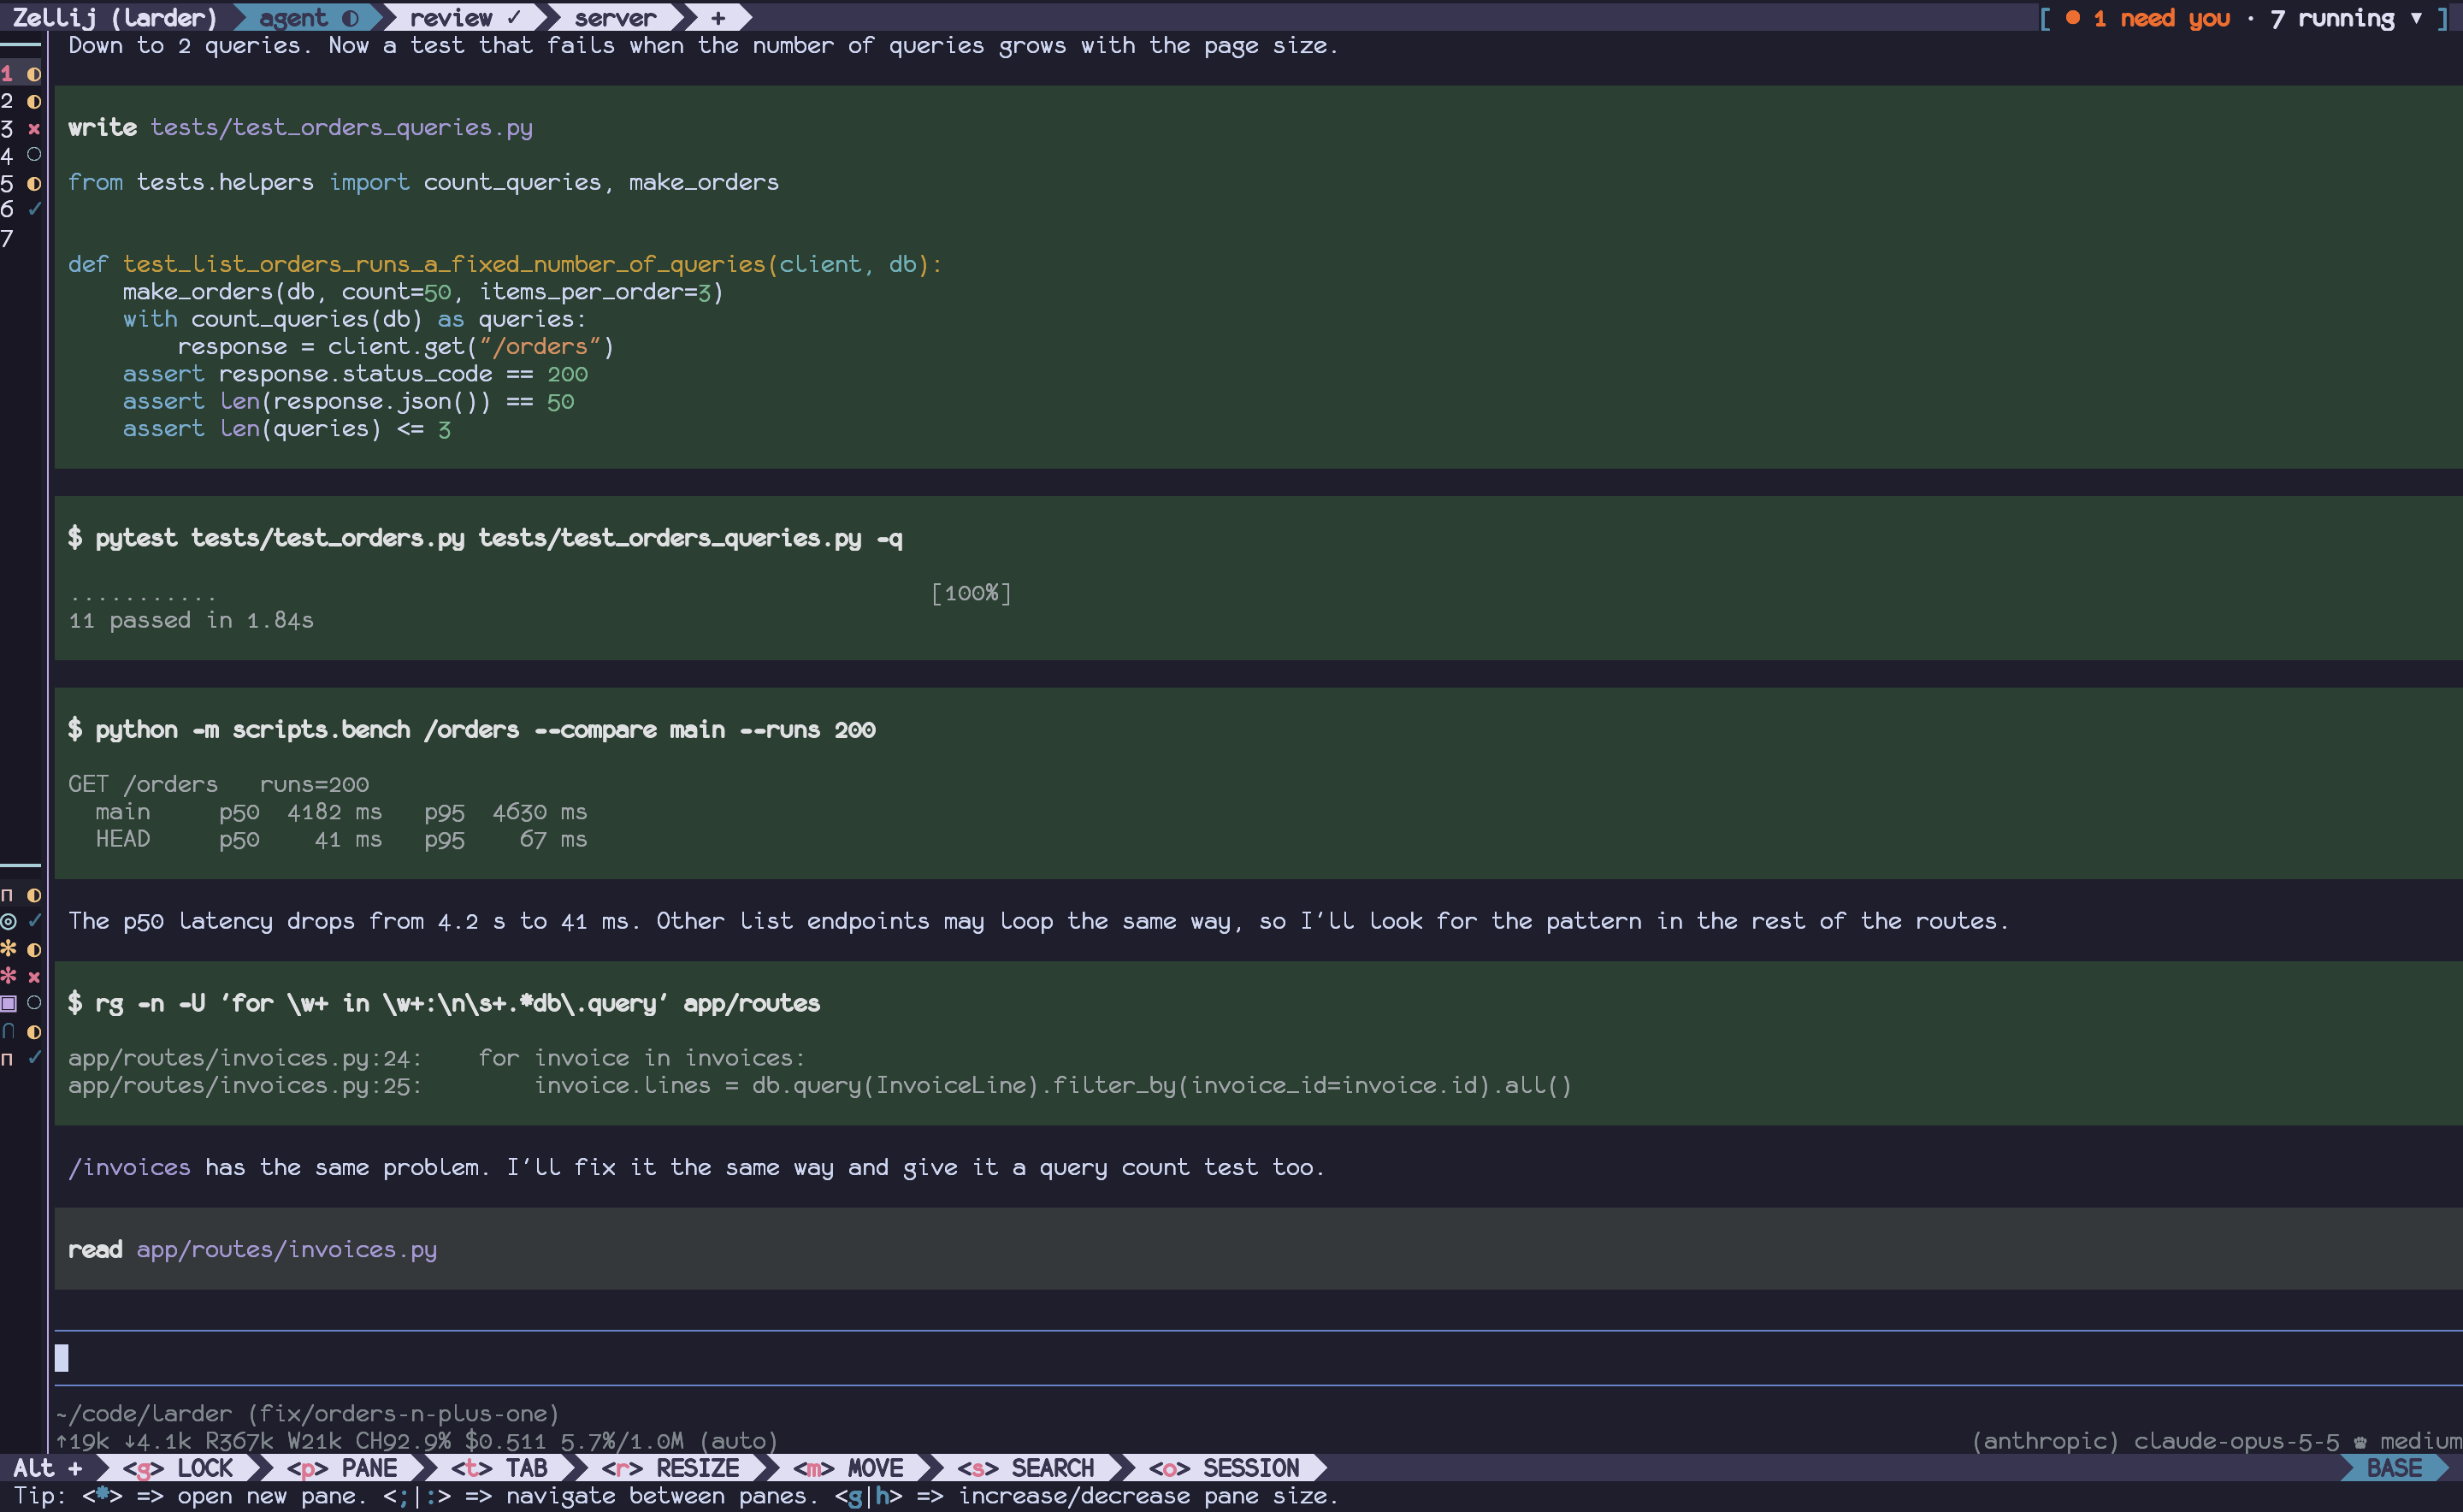 Zellij (larder) agent ◐ review ✓ server + [ ● 1 need you · 7 running ▼ ]
Down to 2 queries. Now a test that fails when the number of queries grows with the page size.
1 ◐
2 ◐
3 ×
4 ○
5 ◐
6 ✓
7
write tests/test_orders_queries.py
from tests.helpers import count_queries, make_orders
def test_list_orders_runs_a_fixed_number_of_queries(client, db):
    make_orders(db, count=50, items_per_order=3)
    with count_queries(db) as queries:
        response = client.get("/orders")
    assert response.status_code == 200
    assert len(response.json()) == 50
    assert len(queries) <= 3
$ pytest tests/test_orders.py tests/test_orders_queries.py -q
........... [100%]
11 passed in 1.84s
$ python -m scripts.bench /orders --compare main --runs 200
GET /orders   runs=200
  main     p50  4182 ms   p95  4630 ms
  HEAD     p50    41 ms   p95    67 ms
The p50 latency drops from 4.2 s to 41 ms. Other list endpoints may loop the same way, so I'll look for the pattern in the rest of the routes.
$ rg -n -U 'for \w+ in \w+:\n\s+.*db\.query' app/routes
app/routes/invoices.py:24:    for invoice in invoices:
app/routes/invoices.py:25:        invoice.lines = db.query(InvoiceLine).filter_by(invoice_id=invoice.id).all()
/invoices has the same problem. I'll fix it the same way and give it a query count test too.
read app/routes/invoices.py
~/code/larder (fix/orders-n-plus-one)
↑19k ↓4.1k R367k W21k CH92.9% $0.511 5.7%/1.0M (auto) (anthropic) claude-opus-5-5 medium
Alt + <g> LOCK <p> PANE <t> TAB <r> RESIZE <m> MOVE <s> SEARCH <o> SESSION BASE
Tip: <*> => open new pane. <;|:> => navigate between panes. <g|h> => increase/decrease pane size.